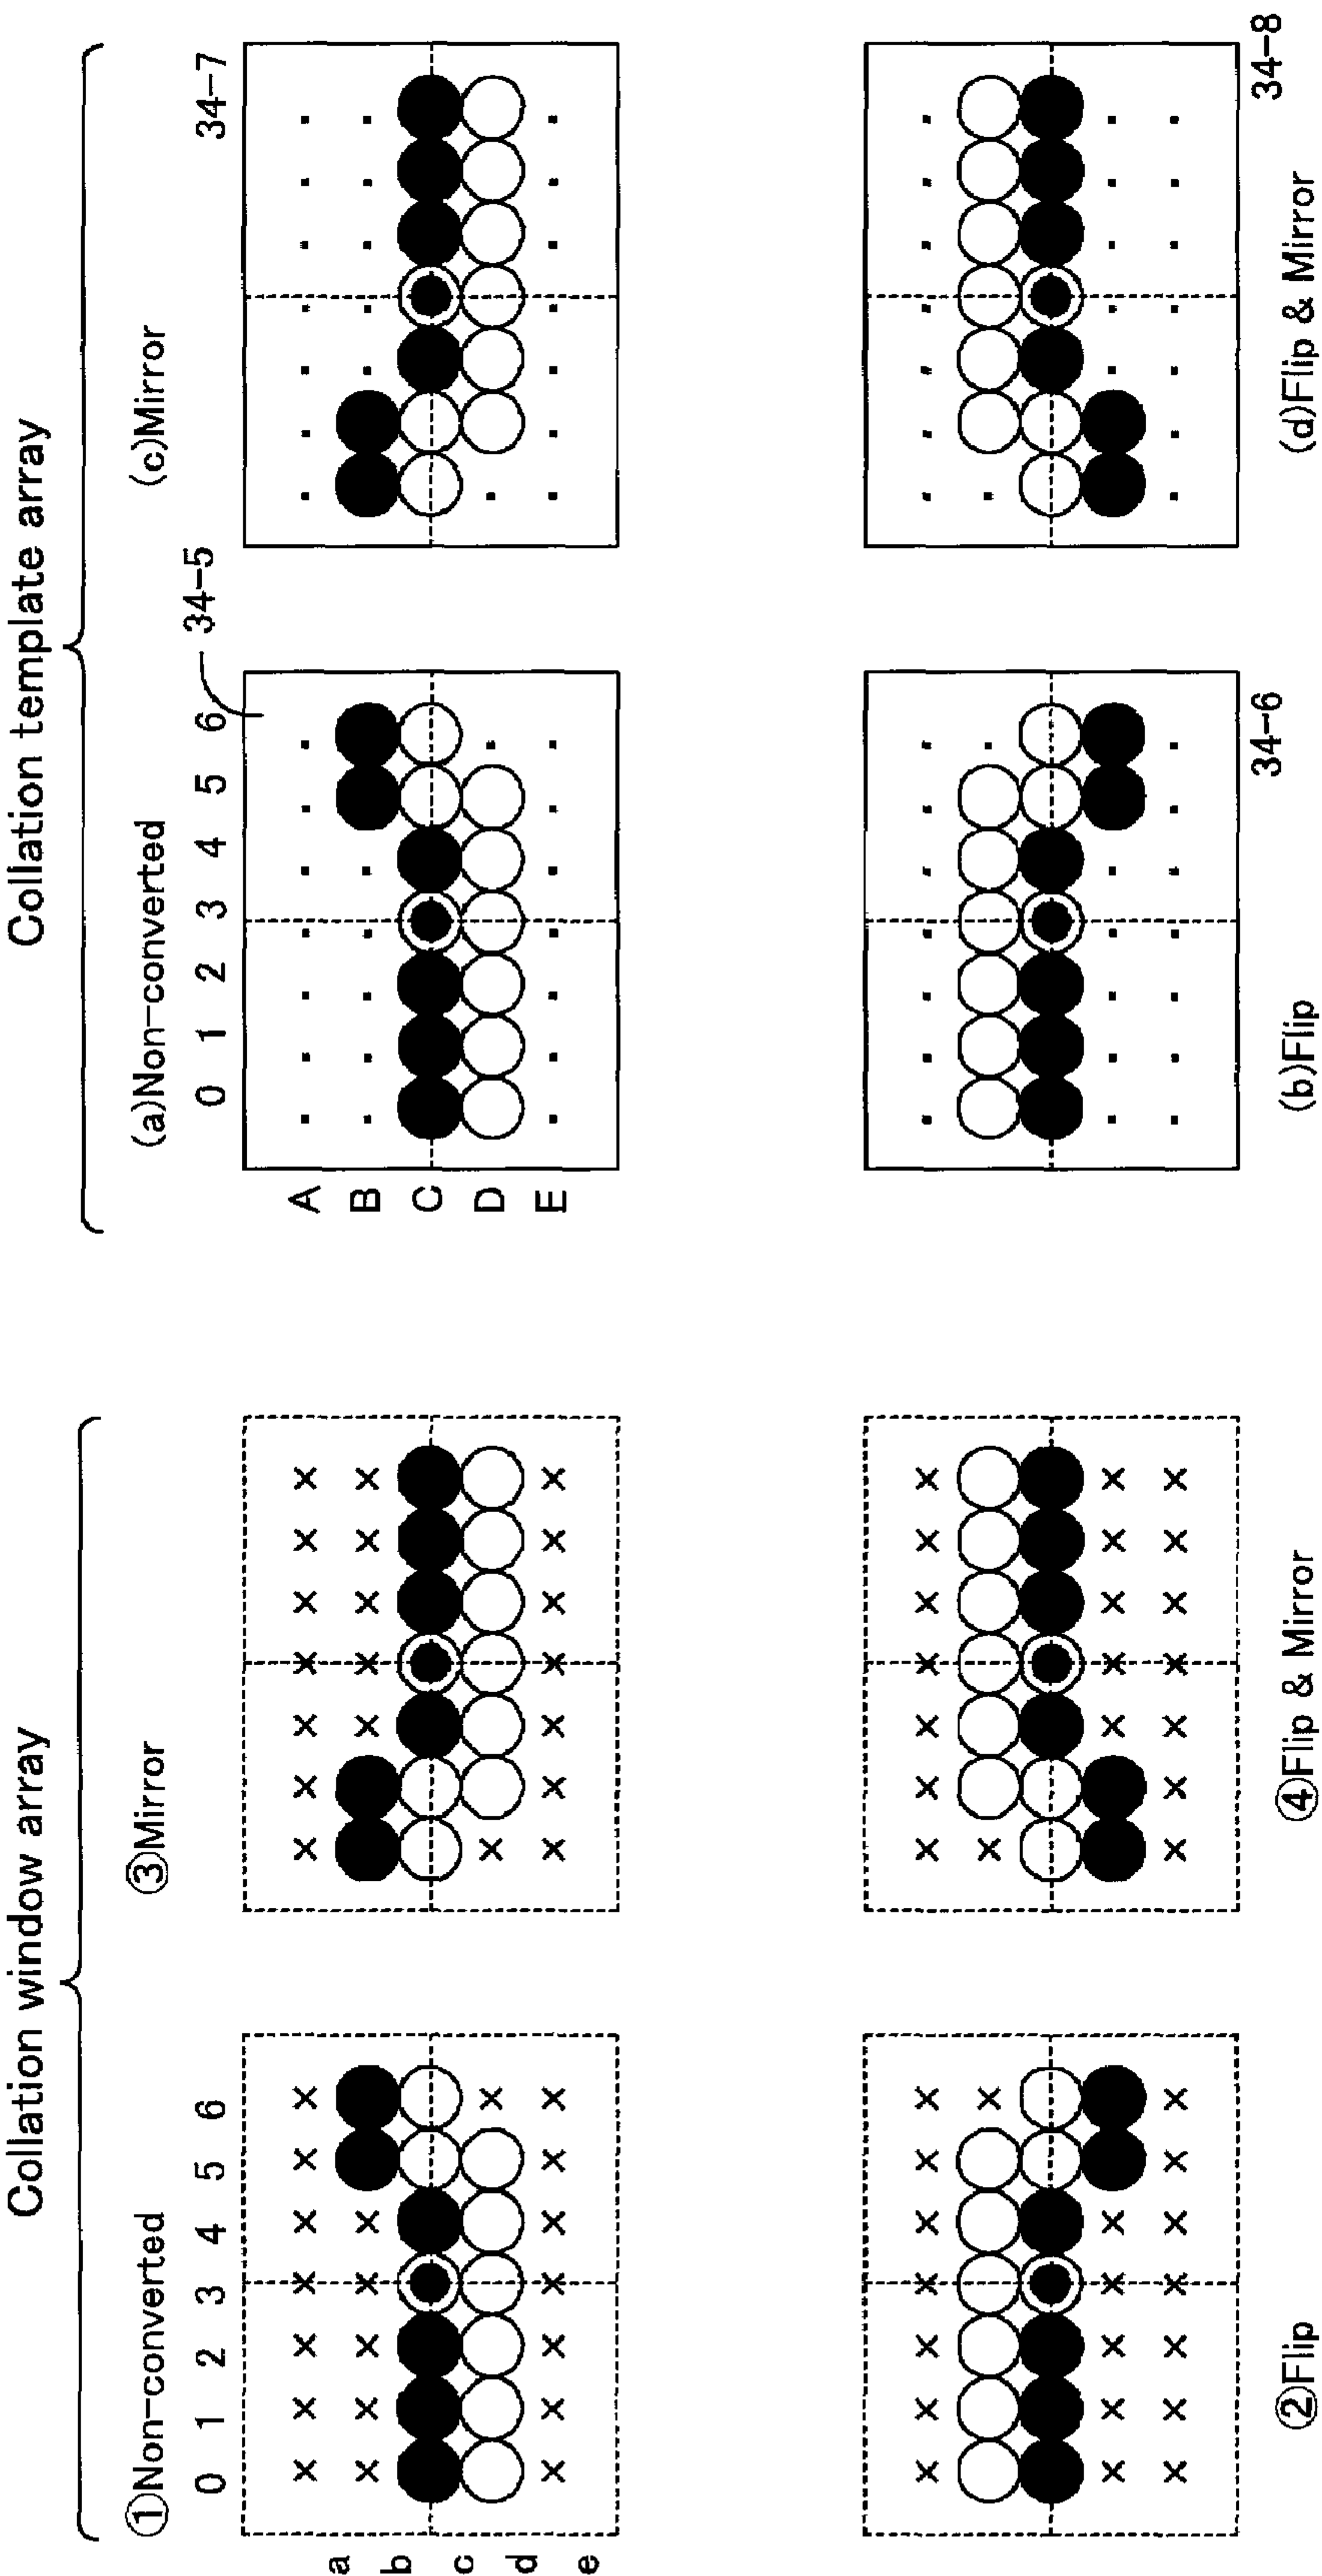 Collation window array
Collation template array
①Non-converted
③Mirror
(a)Non-converted
(c)Mirror
0 1 2 3 4 5 6
0 1 2 3 4 5 6
34-5
34-7
a
b
c
d
e
A
B
C
D
E
34-6
34-8
②Flip
④Flip & Mirror
(b)Flip
(d)Flip & Mirror